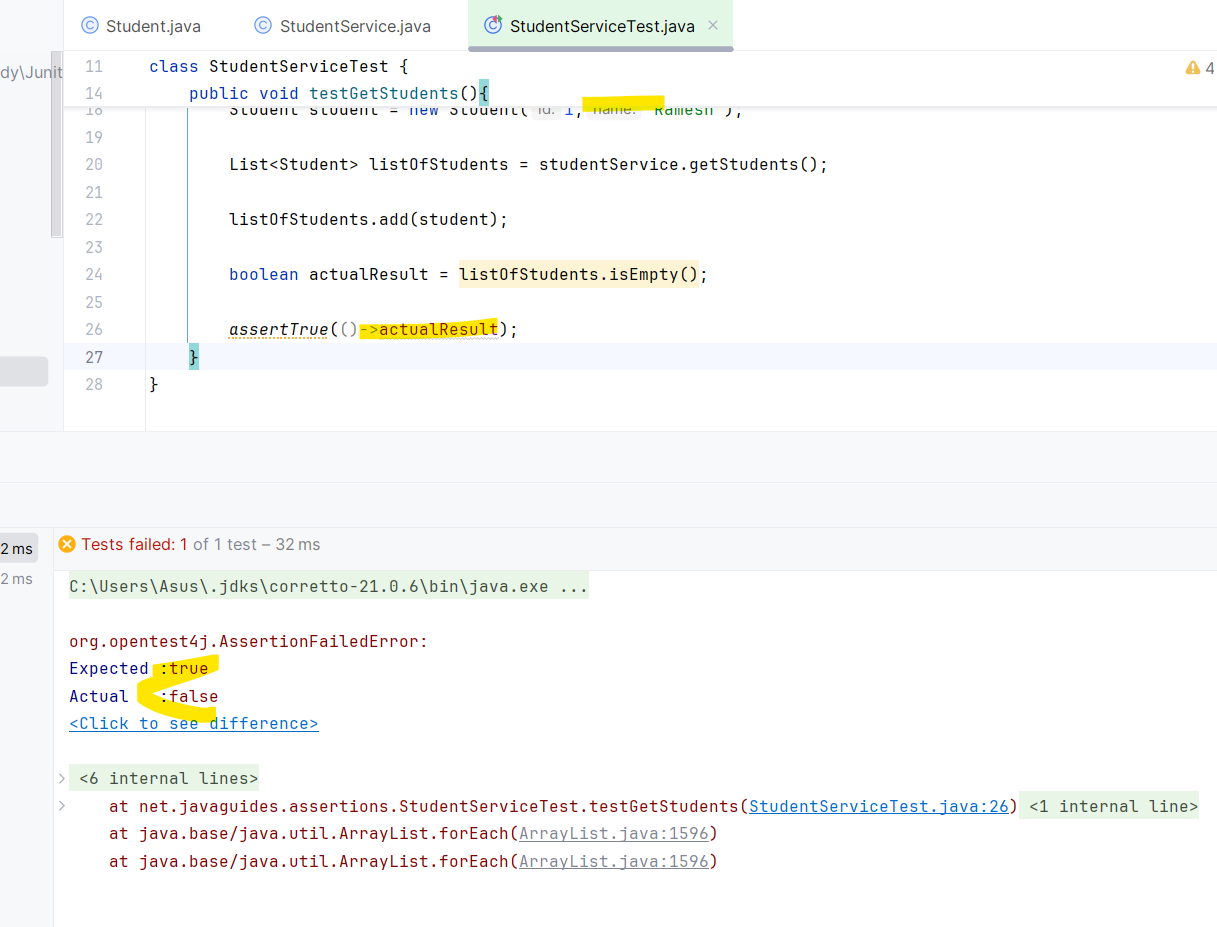 Student.java StudentService.java StudentServiceTest.java
dy\Junit
11 class StudentServiceTest { 4
14 public void testGetStudents(){
18 Student student = new Student( id: 1, name: "Ramesh");
19
20 List<Student> listOfStudents = studentService.getStudents();
21
22 listOfStudents.add(student);
23
24 boolean actualResult = listOfStudents.isEmpty();
25
26 assertTrue(()->actualResult);
27 }
28 }
2 ms Tests failed: 1 of 1 test – 32 ms
2 ms
C:\Users\Asus\.jdks\corretto-21.0.6\bin\java.exe ...
org.opentest4j.AssertionFailedError:
Expected :true
Actual :false
<Click to see difference>
<6 internal lines>
at net.javaguides.assertions.StudentServiceTest.testGetStudents(StudentServiceTest.java:26) <1 internal line>
at java.base/java.util.ArrayList.forEach(ArrayList.java:1596)
at java.base/java.util.ArrayList.forEach(ArrayList.java:1596)